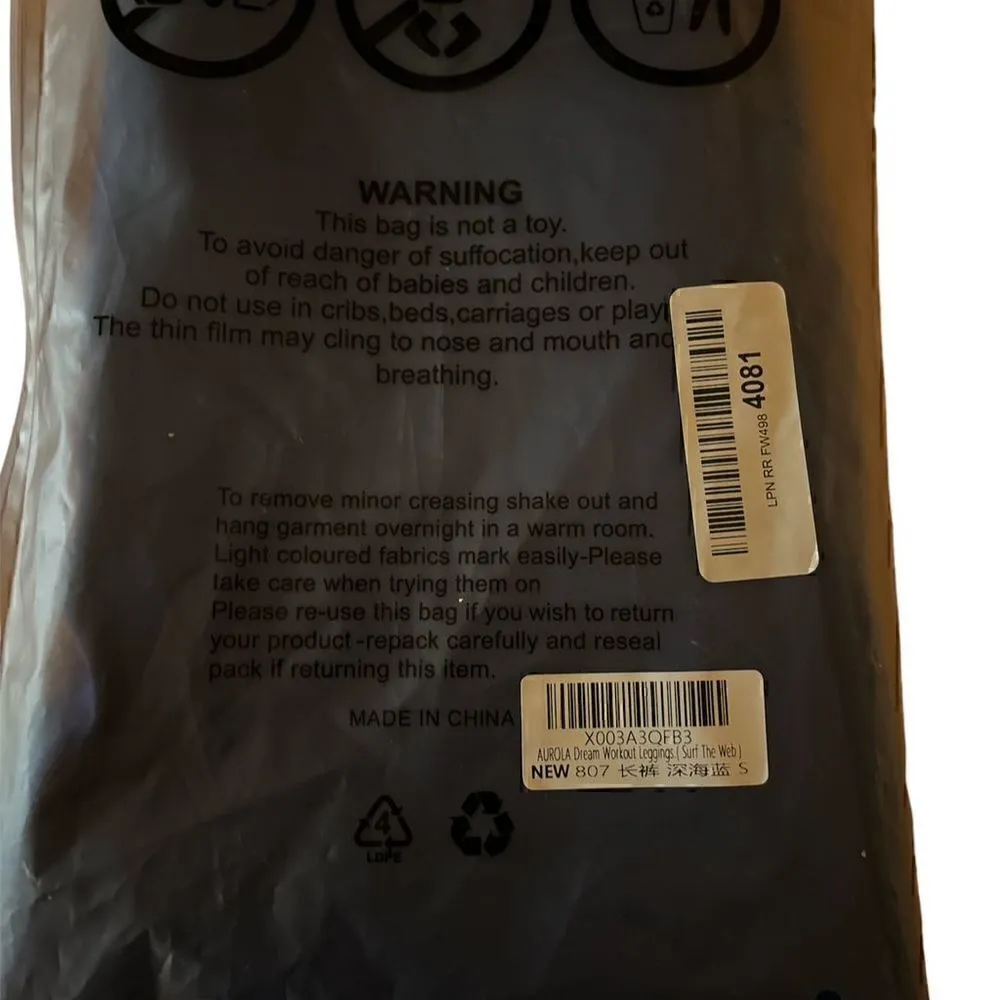 WARNING
This bag is not a toy.
To avoid danger of suffocation,keep out
of reach of babies and children.
Do not use in cribs,beds,carriages or
The thin film may cling to nose and mouth and
breathing.
LPN RR FW498 4081
To remove minor creasing shake out and
hang garment overnight in a warm room.
Light coloured fabrics mark easily-Please
take care when trying them on
Please re-use this bag if you wish to return
your product-repack carefully and reseal
pack if returning this item.
MADE IN CHINA
X003A3QFB3
AUROLA Dream Workout Leggings ( Surf The Web )
NEW 807 长裤 深海蓝 S
4
LDPE